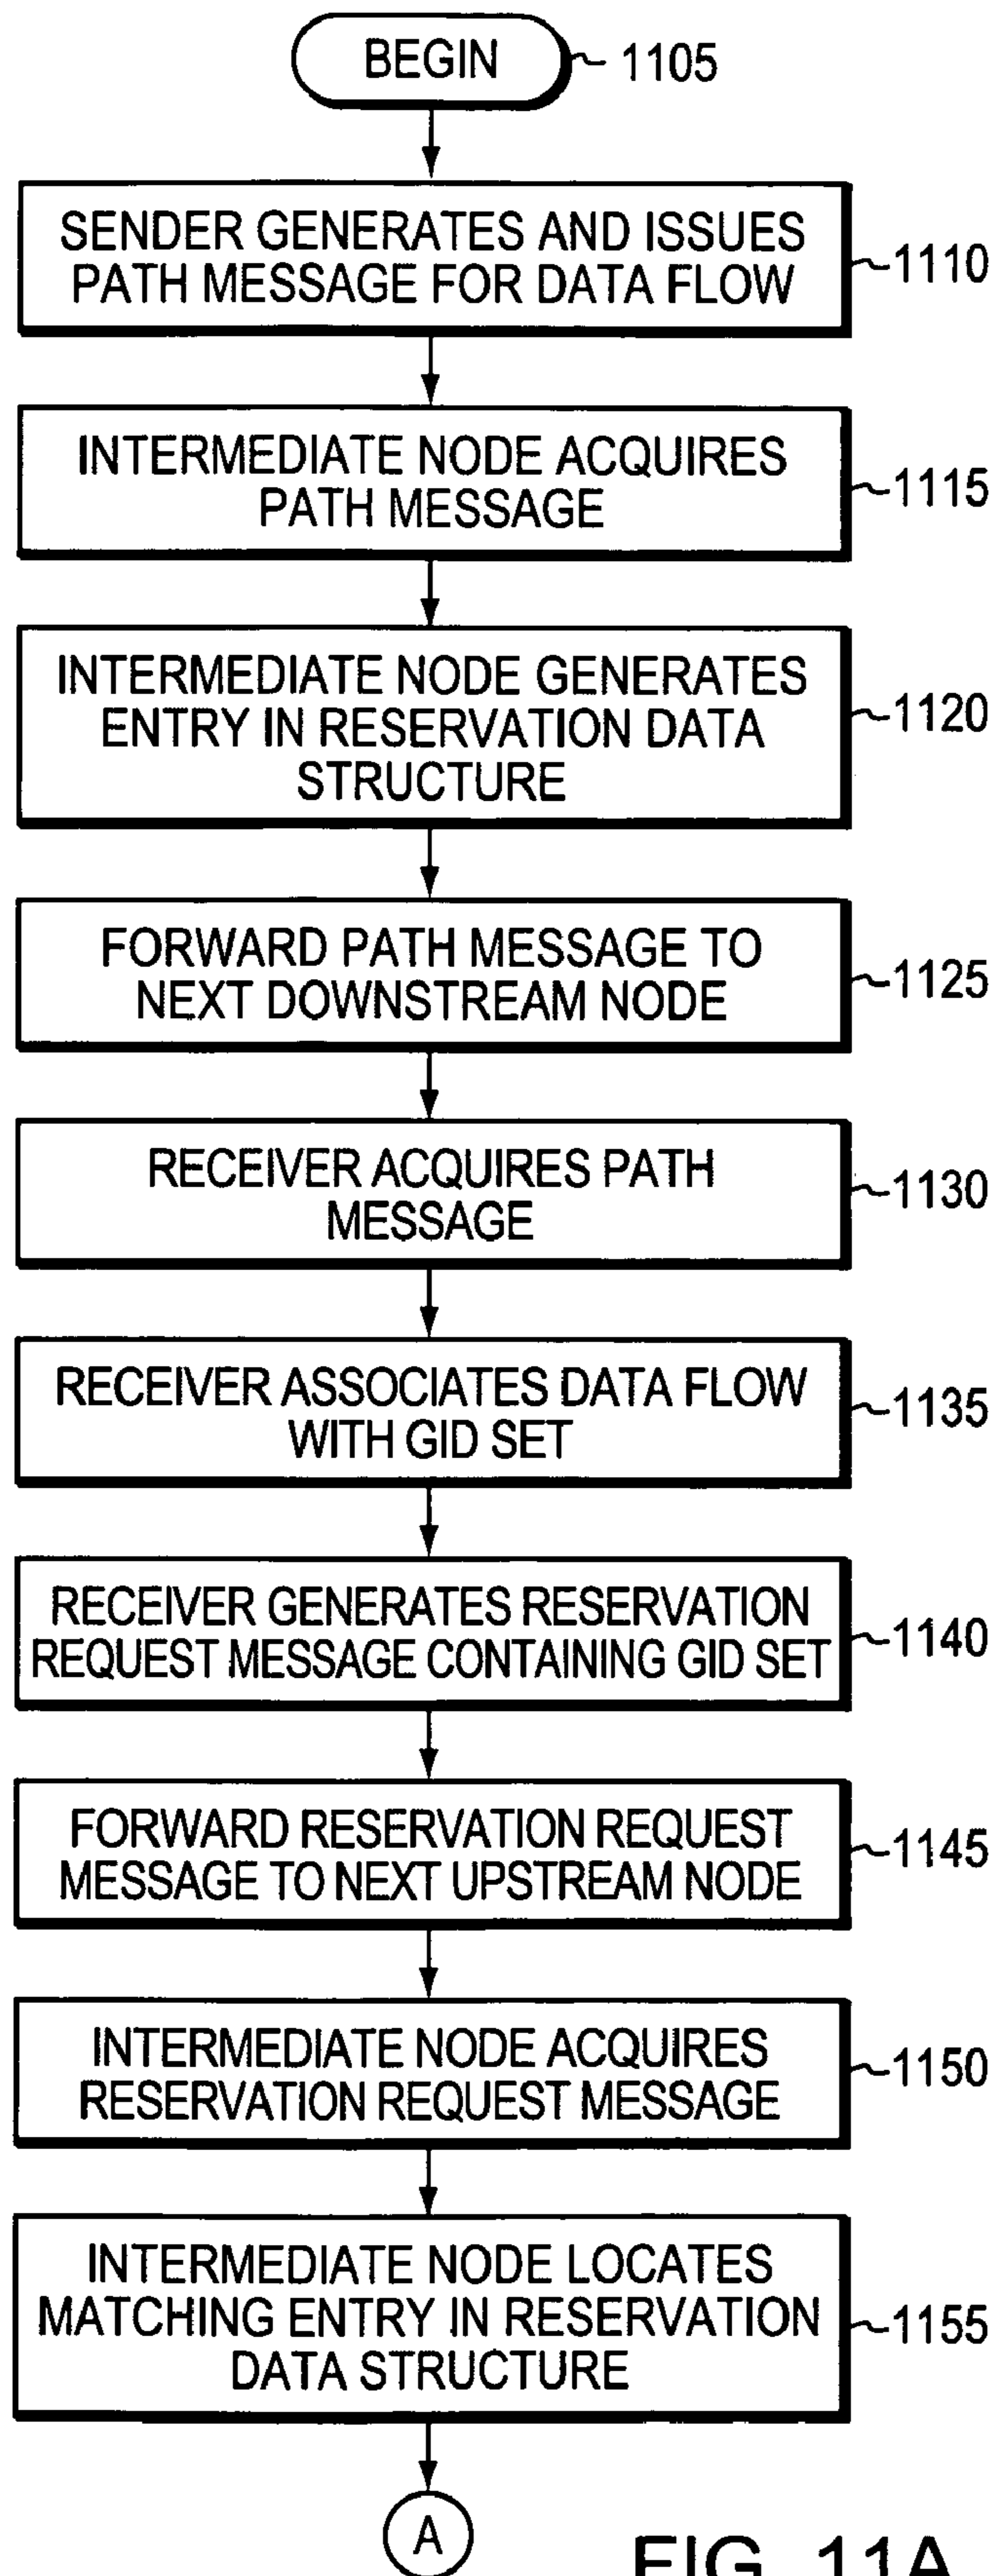 BEGIN
1105
SENDER GENERATES AND ISSUES
PATH MESSAGE FOR DATA FLOW
1110
INTERMEDIATE NODE ACQUIRES
PATH MESSAGE
1115
INTERMEDIATE NODE GENERATES
ENTRY IN RESERVATION DATA
STRUCTURE
1120
FORWARD PATH MESSAGE TO
NEXT DOWNSTREAM NODE
1125
RECEIVER ACQUIRES PATH
MESSAGE
1130
RECEIVER ASSOCIATES DATA FLOW
WITH GID SET
1135
RECEIVER GENERATES RESERVATION
REQUEST MESSAGE CONTAINING GID SET
1140
FORWARD RESERVATION REQUEST
MESSAGE TO NEXT UPSTREAM NODE
1145
INTERMEDIATE NODE ACQUIRES
RESERVATION REQUEST MESSAGE
1150
INTERMEDIATE NODE LOCATES
MATCHING ENTRY IN RESERVATION
DATA STRUCTURE
1155
A
FIG. 11A